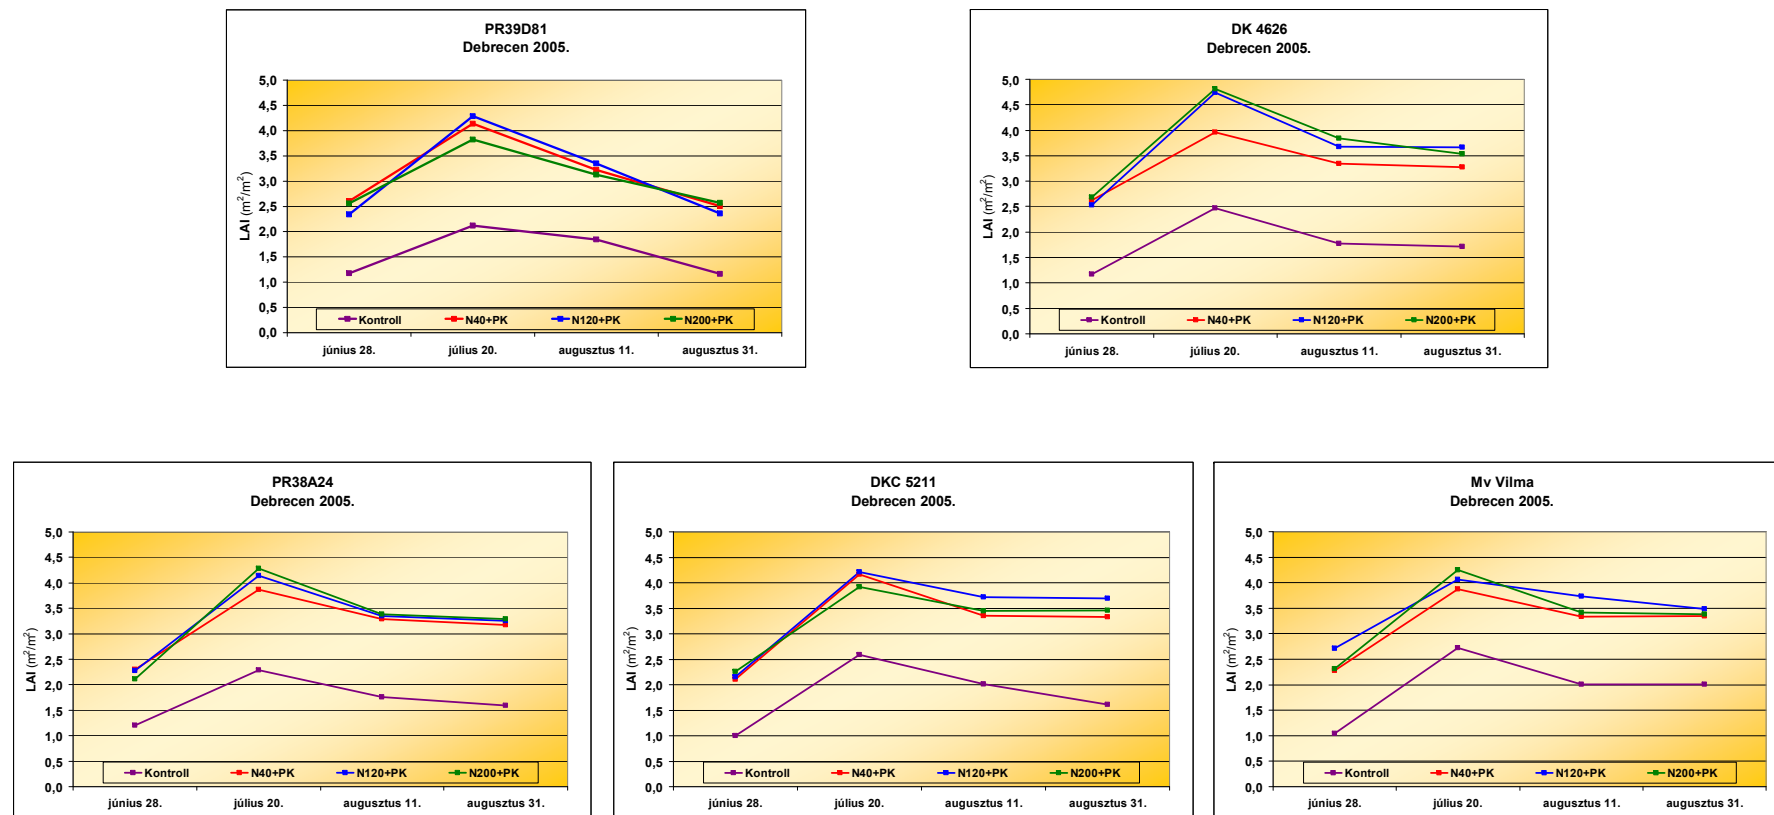 PR39D81
Debrecen 2005.
5,0
4,5
4,0
3,5
3,0
2,5
2,0
1,5
1,0
0,5
0,0
LAI (m²/m²)
Kontroll N40+PK N120+PK N200+PK
június 28. július 20. augusztus 11. augusztus 31.
DK 4626
Debrecen 2005.
5,0
4,5
4,0
3,5
3,0
2,5
2,0
1,5
1,0
0,5
0,0
LAI (m²/m²)
Kontroll N40+PK N120+PK N200+PK
június 28. július 20. augusztus 11. augusztus 31.
PR38A24
Debrecen 2005.
5,0
4,5
4,0
3,5
3,0
2,5
2,0
1,5
1,0
0,5
0,0
LAI (m²/m²)
Kontroll N40+PK N120+PK N200+PK
június 28. július 20. augusztus 11. augusztus 31.
DKC 5211
Debrecen 2005.
5,0
4,5
4,0
3,5
3,0
2,5
2,0
1,5
1,0
0,5
0,0
LAI (m²/m²)
Kontroll N40+PK N120+PK N200+PK
június 28. július 20. augusztus 11. augusztus 31.
Mv Vilma
Debrecen 2005.
5,0
4,5
4,0
3,5
3,0
2,5
2,0
1,5
1,0
0,5
0,0
LAI (m²/m²)
Kontroll N40+PK N120+PK N200+PK
június 28. július 20. augusztus 11. augusztus 31.